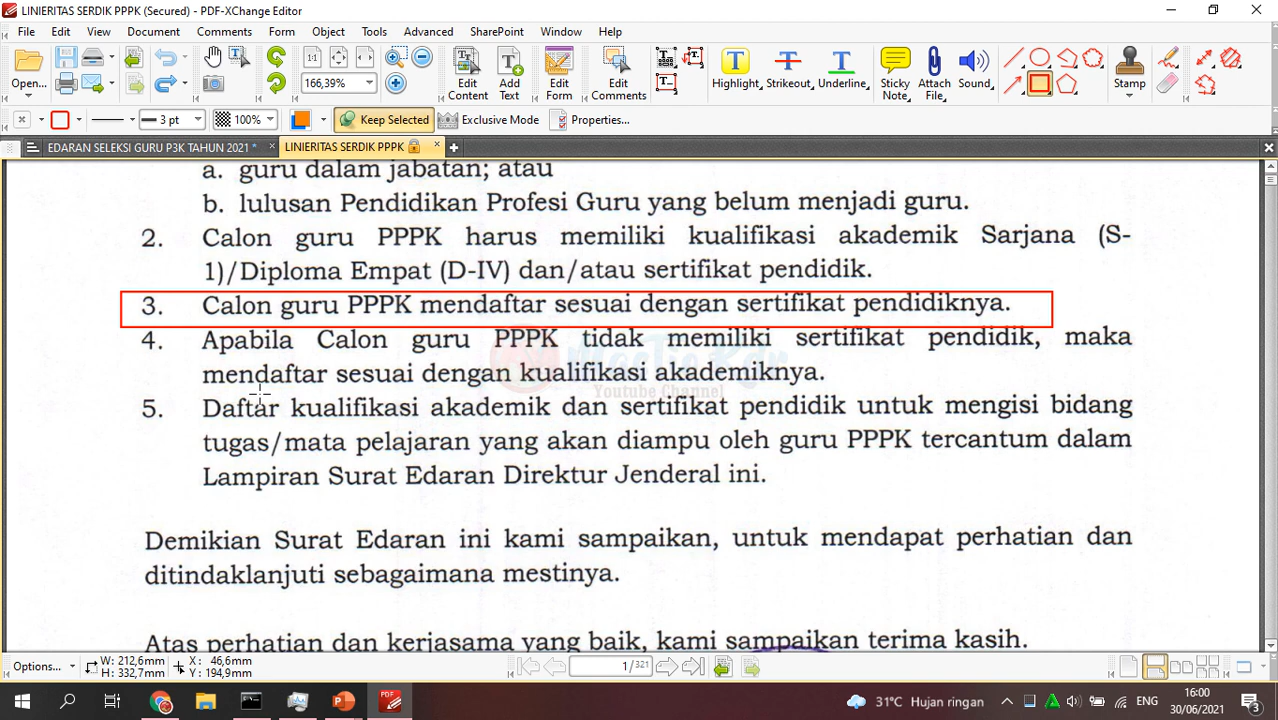 LINIERITAS SERDIK PPPK (Secured) - PDF-XChange Editor
File Edit View Document Comments Form Object Tools Advanced SharePoint Window Help
Open... 1:1 166,39% Edit Content Add Text Edit Form Edit Comments Highlight Strikeout Underline Sticky Note Attach File Sound Stamp
3 pt 100% Keep Selected Exclusive Mode Properties...
EDARAN SELEKSI GURU P3K TAHUN 2021 * LINIERITAS SERDIK PPPK
a. guru dalam jabatan; atau
b. lulusan Pendidikan Profesi Guru yang belum menjadi guru.
2. Calon guru PPPK harus memiliki kualifikasi akademik Sarjana (S-
1)/Diploma Empat (D-IV) dan/atau sertifikat pendidik.
3. Calon guru PPPK mendaftar sesuai dengan sertifikat pendidiknya.
4. Apabila Calon guru PPPK tidak memiliki sertifikat pendidik, maka
mendaftar sesuai dengan kualifikasi akademiknya.
MasTio Kdr
Youtube Channel
5. Daftar kualifikasi akademik dan sertifikat pendidik untuk mengisi bidang
tugas/mata pelajaran yang akan diampu oleh guru PPPK tercantum dalam
Lampiran Surat Edaran Direktur Jenderal ini.
Demikian Surat Edaran ini kami sampaikan, untuk mendapat perhatian dan
ditindaklanjuti sebagaimana mestinya.
Atas perhatian dan kerjasama yang baik, kami sampaikan terima kasih.
Options... W: 212,6mm X: 46,6mm 1/321
H: 332,7mm Y: 194,9mm
PDF 31°C Hujan ringan ENG 16:00 3
30/06/2021